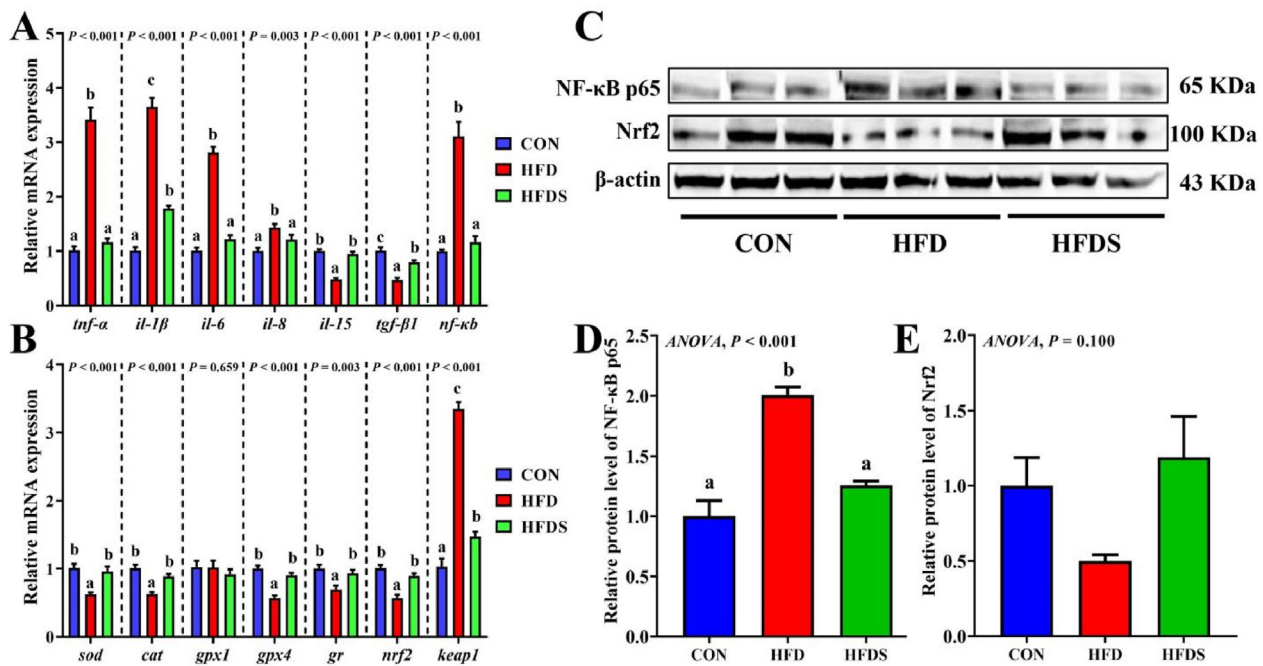 A
P < 0.001 P < 0.001 P < 0.001 P = 0.003 P < 0.001 P < 0.001 P < 0.001
Relative mRNA expression
5
4
3
2
1
0
a b a
a c b
a b a
a b a
b a b
c a b
a b a
tnf-α il-1β il-6 il-8 il-15 tgf-β1 nf-κb
CON
HFD
HFDS
B
P < 0.001 P < 0.001 P = 0.659 P < 0.001 P = 0.003 P < 0.001 P < 0.001
Relative mRNA expression
4
3
2
1
0
b a b
b a b
b a b
b a b
b a b
a c b
sod cat gpx1 gpx4 gr nrf2 keap1
CON
HFD
HFDS
C
NF-κB p65 65 KDa
Nrf2 100 KDa
β-actin 43 KDa
CON HFD HFDS
D
ANOVA, P < 0.001
Relative protein level of NF-κB p65
2.5
2.0
1.5
1.0
0.5
0.0
a b a
CON HFD HFDS
E
ANOVA, P = 0.100
Relative protein level of Nrf2
2.0
1.5
1.0
0.5
0.0
CON HFD HFDS